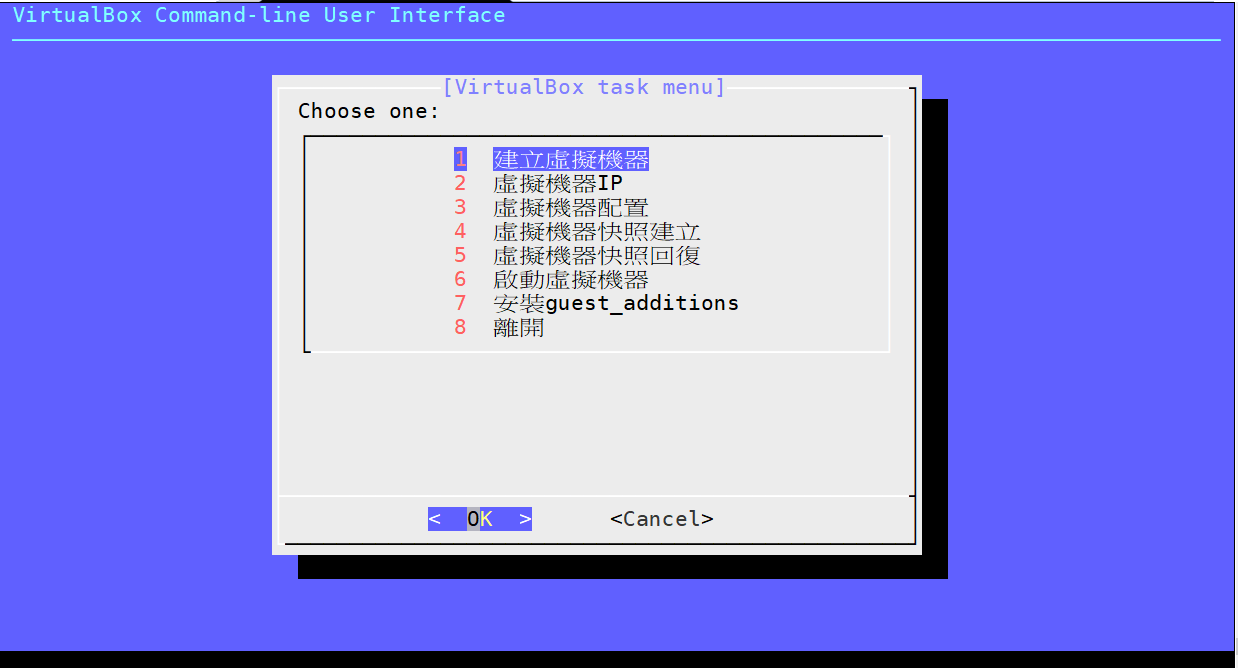 VirtualBox Command-line User Interface
[VirtualBox task menu]
Choose one:
1 建立虛擬機器
2 虛擬機器IP
3 虛擬機器配置
4 虛擬機器快照建立
5 虛擬機器快照回復
6 啟動虛擬機器
7 安裝guest_additions
8 離開
< OK > <Cancel>